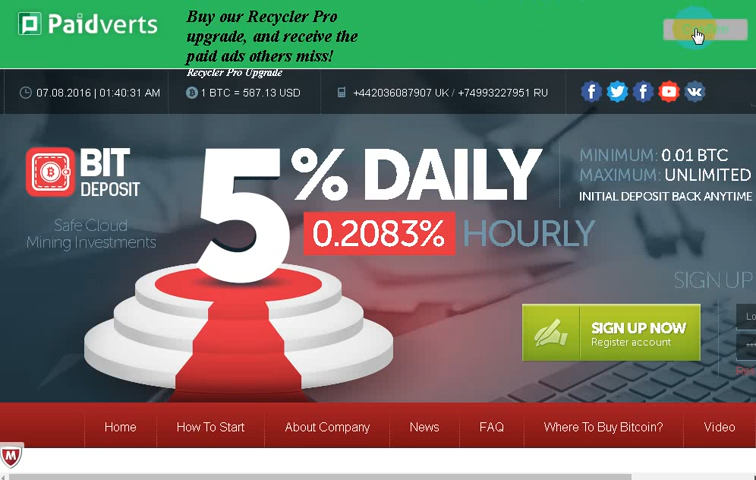 Paidverts
Buy our Recycler Pro
upgrade, and receive the
paid ads others miss!
Recycler Pro Upgrade
07.08.2016 | 01:40:31 AM
1 BTC = 587.13 USD
+442036087907 UK / +74993227951 RU
BIT
DEPOSIT
Safe Cloud
Mining Investments
5% DAILY
0.2083% HOURLY
MINIMUM: 0.01 BTC
MAXIMUM: UNLIMITED
INITIAL DEPOSIT BACK ANYTIME
SIGN UP
SIGN UP NOW
Register account
Lo
Home
How To Start
About Company
News
FAQ
Where To Buy Bitcoin?
Video